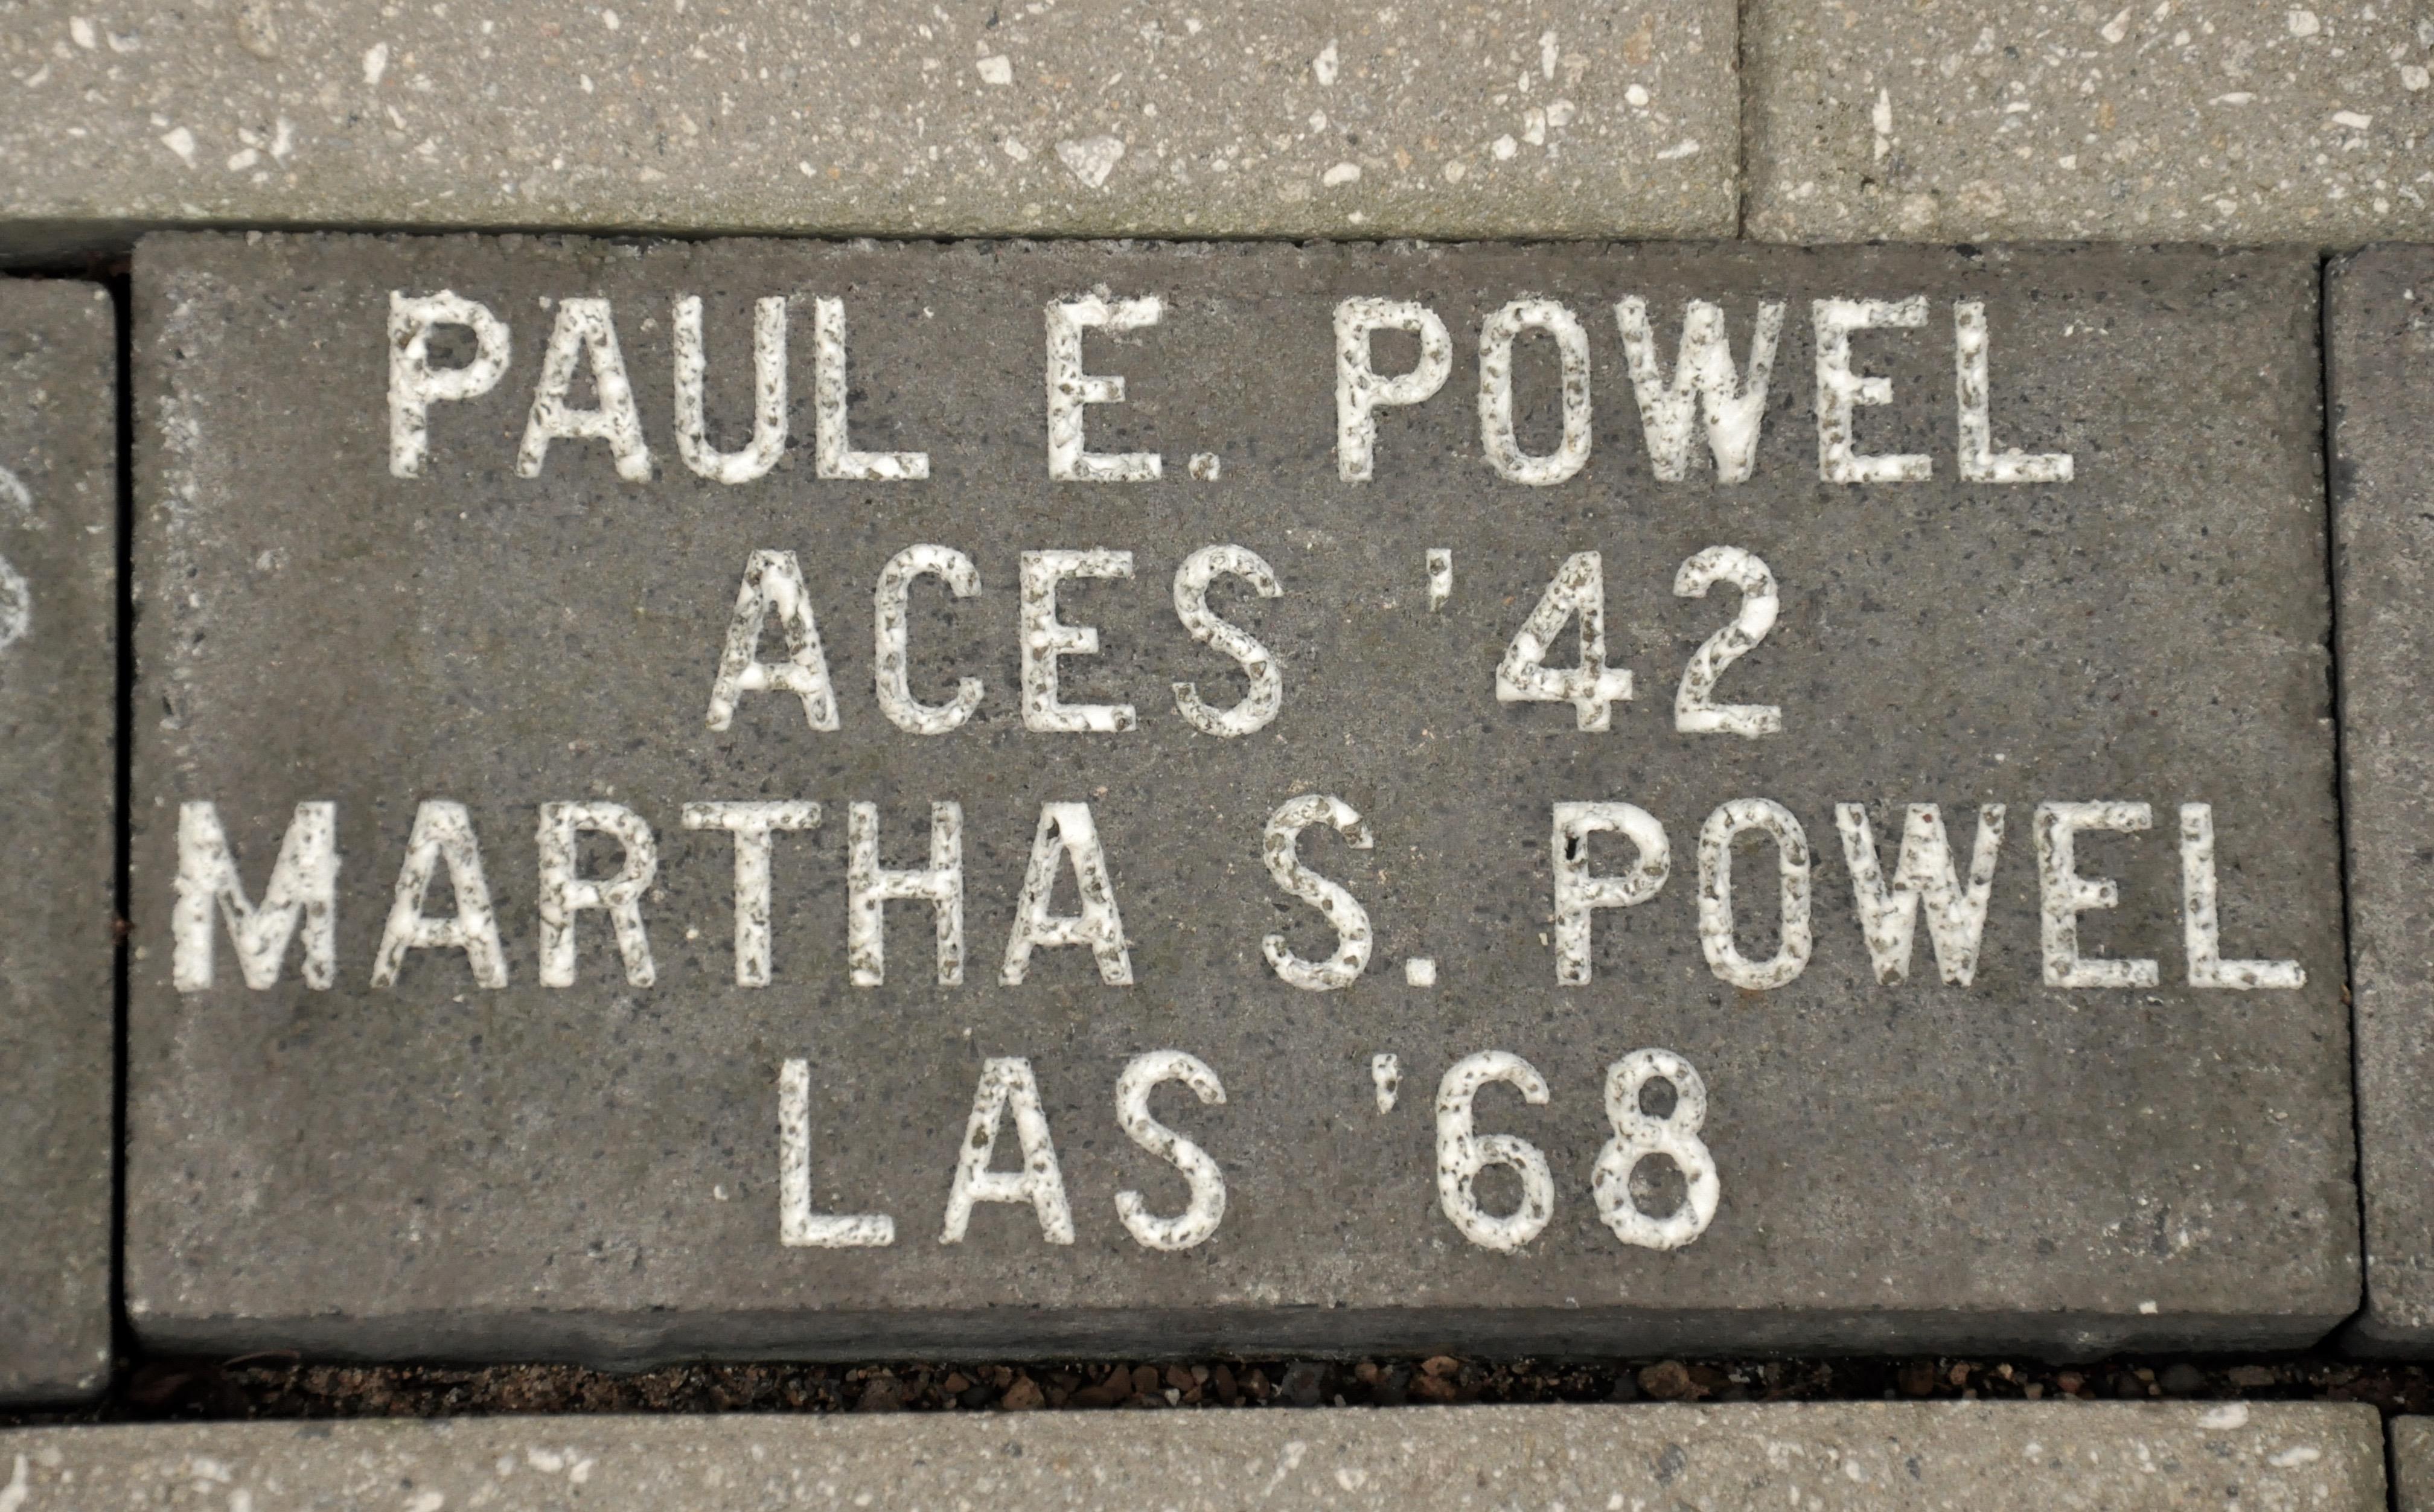 PAUL E. POWEL
ACES '42
MARTHA S. POWEL
LAS '68